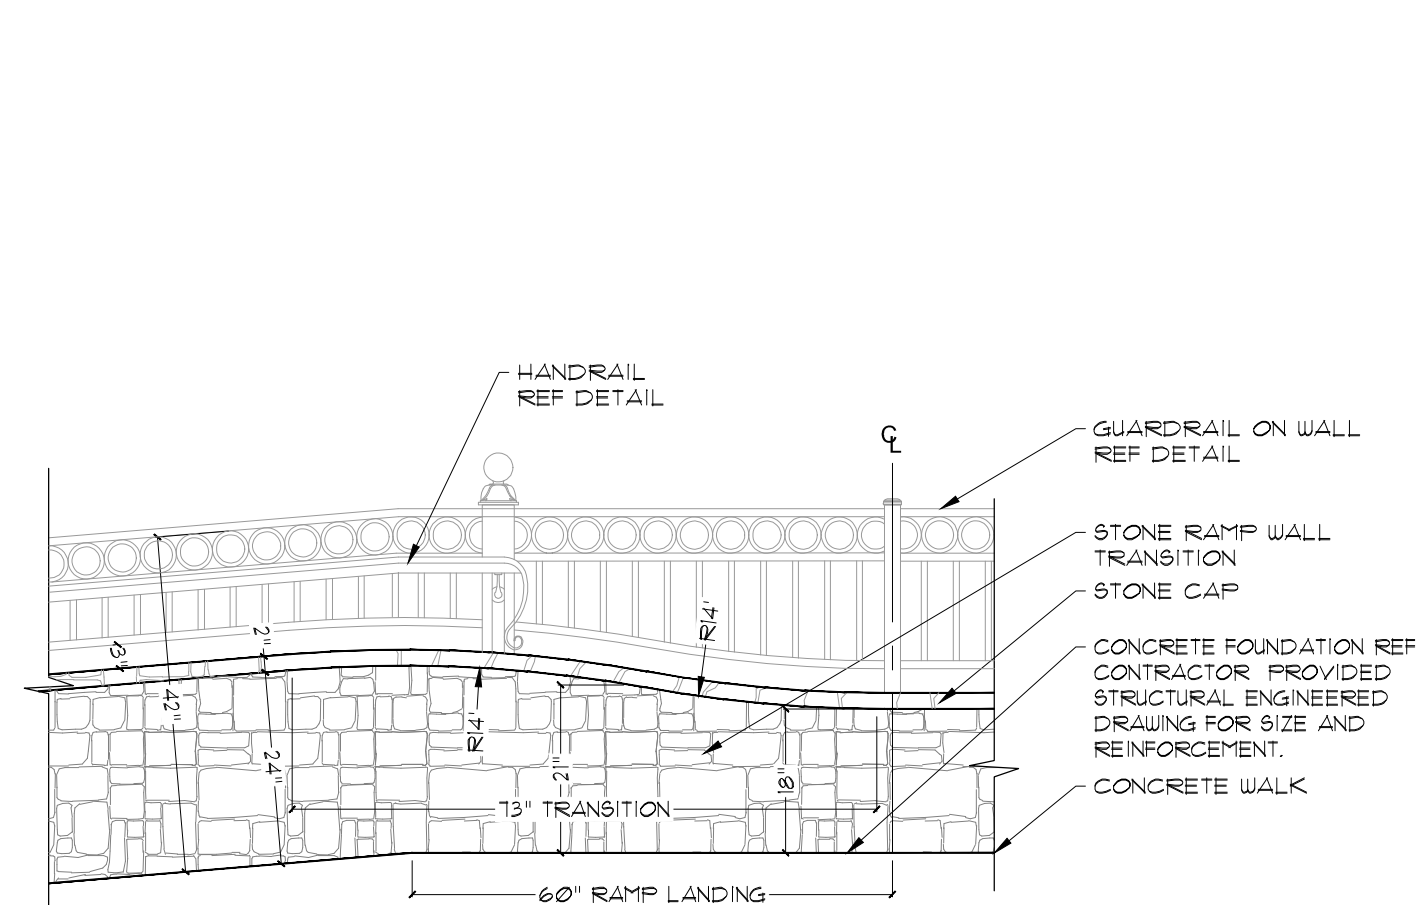 HANDRAIL
REF DETAIL
CL
GUARDRAIL ON WALL
REF DETAIL
STONE RAMP WALL
TRANSITION
STONE CAP
CONCRETE FOUNDATION REF
CONTRACTOR PROVIDED
STRUCTURAL ENGINEERED
DRAWING FOR SIZE AND
REINFORCEMENT.
CONCRETE WALK
3"
2"
42"
24"
R14'
R14'
21"
18"
73" TRANSITION
60" RAMP LANDING